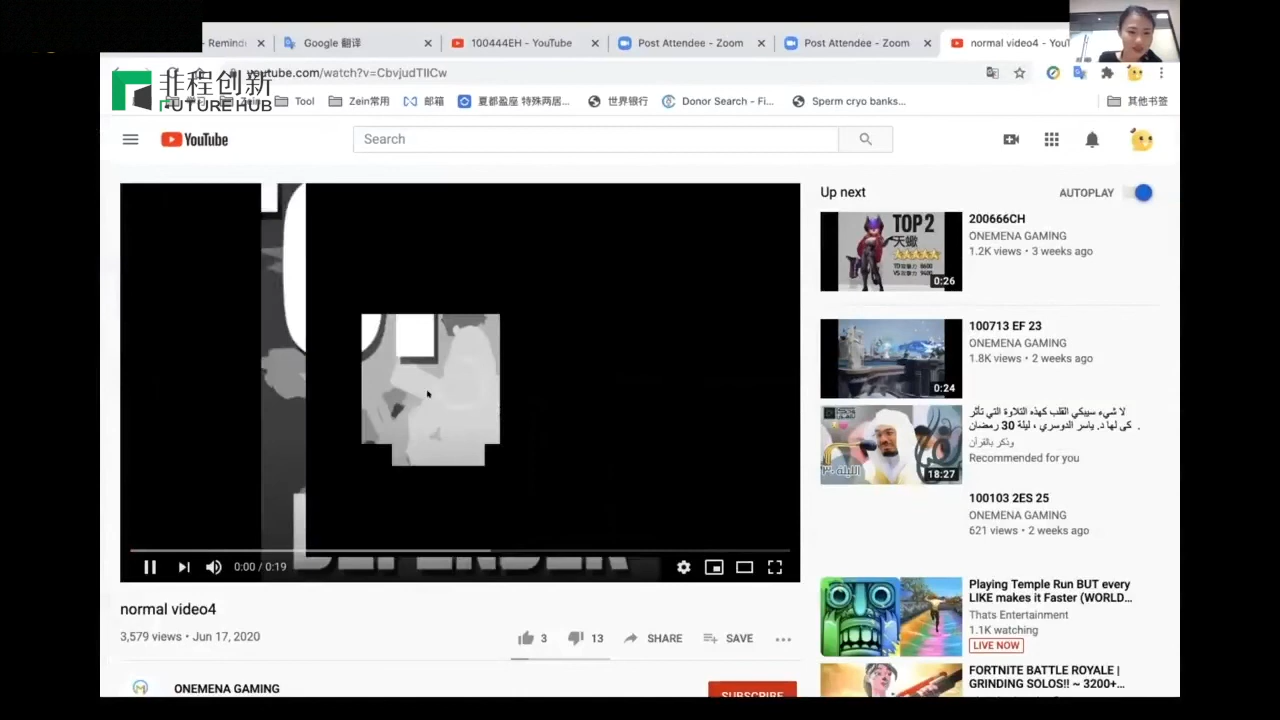 - Remind
Google 翻译
100444EH - YouTube
Post Attendee - Zoom
Post Attendee - Zoom
normal video4 - YouT
youtube.com/watch?v=CbvjudTIICw
非程创新
FUTURE HUB
Tool
Zein常用
邮箱
夏都盈座 特殊两居...
世界银行
Donor Search - Fi...
Sperm cryo banks...
其他书签
YouTube
Search
Up next
AUTOPLAY
TOP 2
天蠍
0:26
200666CH
ONEMENA GAMING
1.2K views • 3 weeks ago
0:24
100713 EF 23
ONEMENA GAMING
1.8K views • 2 weeks ago
18:27
لا شيء سيبكي القلب كهذه التلاوة التي تأثر
كى لها د. ياسر الدوسري ، ليلة 30 رمضان
وذكر بالقرآن
Recommended for you
100103 2ES 25
ONEMENA GAMING
621 views • 2 weeks ago
Playing Temple Run BUT every
LIKE makes it Faster (WORLD...
Thats Entertainment
1.1K watching
LIVE NOW
FORTNITE BATTLE ROYALE |
GRINDING SOLOS!! ~ 3200+...
0:00 / 0:19
normal video4
3,579 views • Jun 17, 2020
3
13
SHARE
SAVE
ONEMENA GAMING
SUBSCRIBE